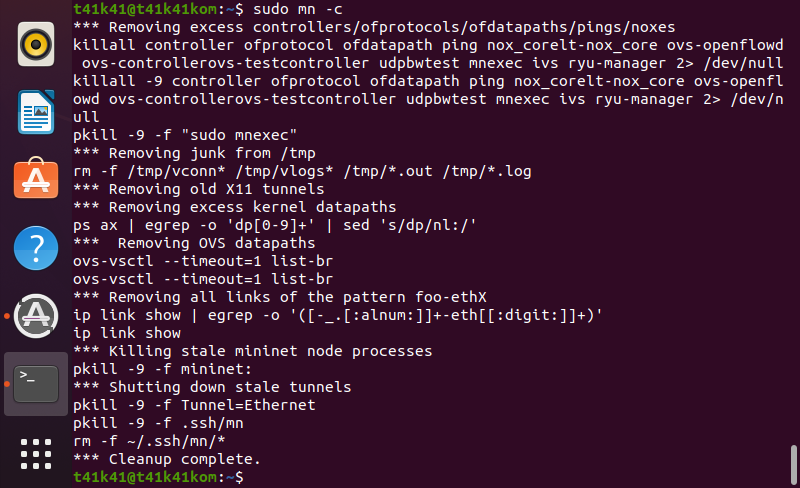 t41k41@t41k41kom:~$ sudo mn -c
*** Removing excess controllers/ofprotocols/ofdatapaths/pings/noxes
killall controller ofprotocol ofdatapath ping nox_corelt-nox_core ovs-openflowd
 ovs-controllerovs-testcontroller udpbwtest mnexec ivs ryu-manager 2> /dev/null
killall -9 controller ofprotocol ofdatapath ping nox_corelt-nox_core ovs-openfl
owd ovs-controllerovs-testcontroller udpbwtest mnexec ivs ryu-manager 2> /dev/n
ull
pkill -9 -f "sudo mnexec"
*** Removing junk from /tmp
rm -f /tmp/vconn* /tmp/vlogs* /tmp/*.out /tmp/*.log
*** Removing old X11 tunnels
*** Removing excess kernel datapaths
ps ax | egrep -o 'dp[0-9]+' | sed 's/dp/nl:/'
***  Removing OVS datapaths
ovs-vsctl --timeout=1 list-br
ovs-vsctl --timeout=1 list-br
*** Removing all links of the pattern foo-ethX
ip link show | egrep -o '([-_.[:alnum:]]+-eth[[:digit:]]+)'
ip link show
*** Killing stale mininet node processes
pkill -9 -f mininet:
*** Shutting down stale tunnels
pkill -9 -f Tunnel=Ethernet
pkill -9 -f .ssh/mn
rm -f ~/.ssh/mn/*
*** Cleanup complete.
t41k41@t41k41kom:~$